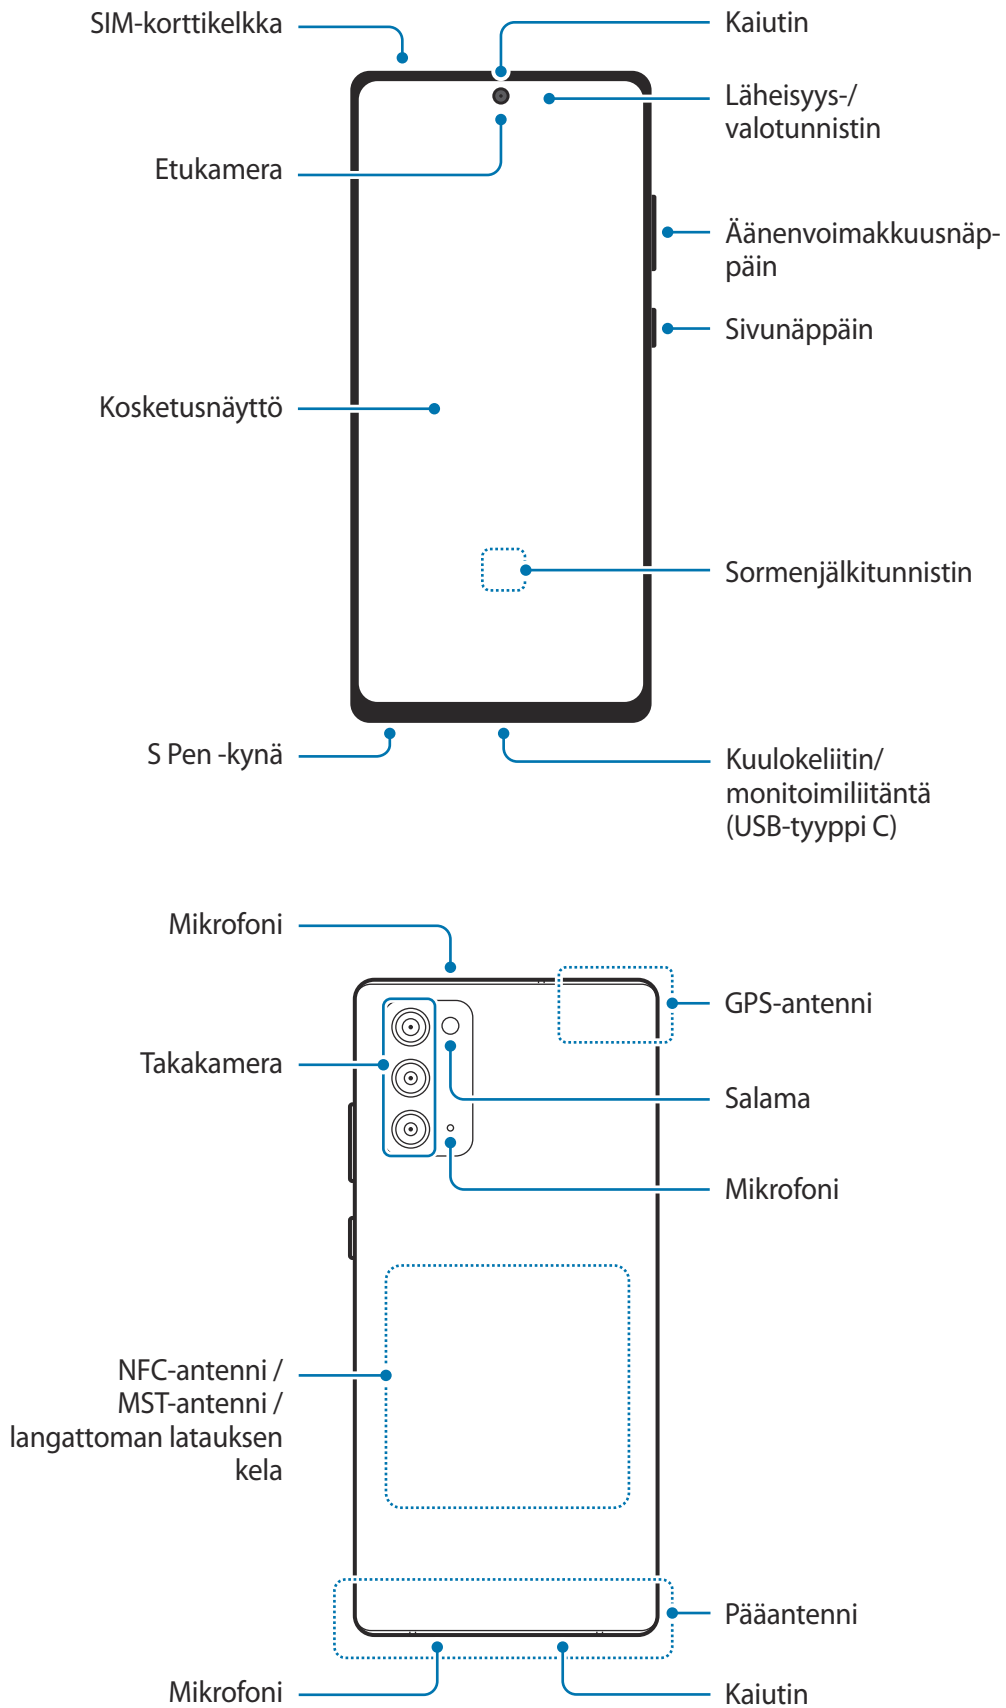 SIM-korttikelkka
Kaiutin
Läheisyys-/
valotunnistin
Etukamera
Äänenvoimakkuusnäp-
päin
Sivunäppäin
Kosketusnäyttö
Sormenjälkitunnistin
S Pen -kynä
Kuulokeliitin/
monitoimiliitäntä
(USB-tyyppi C)
Mikrofoni
GPS-antenni
Takakamera
Salama
Mikrofoni
NFC-antenni /
MST-antenni /
langattoman latauksen
kela
Pääantenni
Mikrofoni
Kaiutin